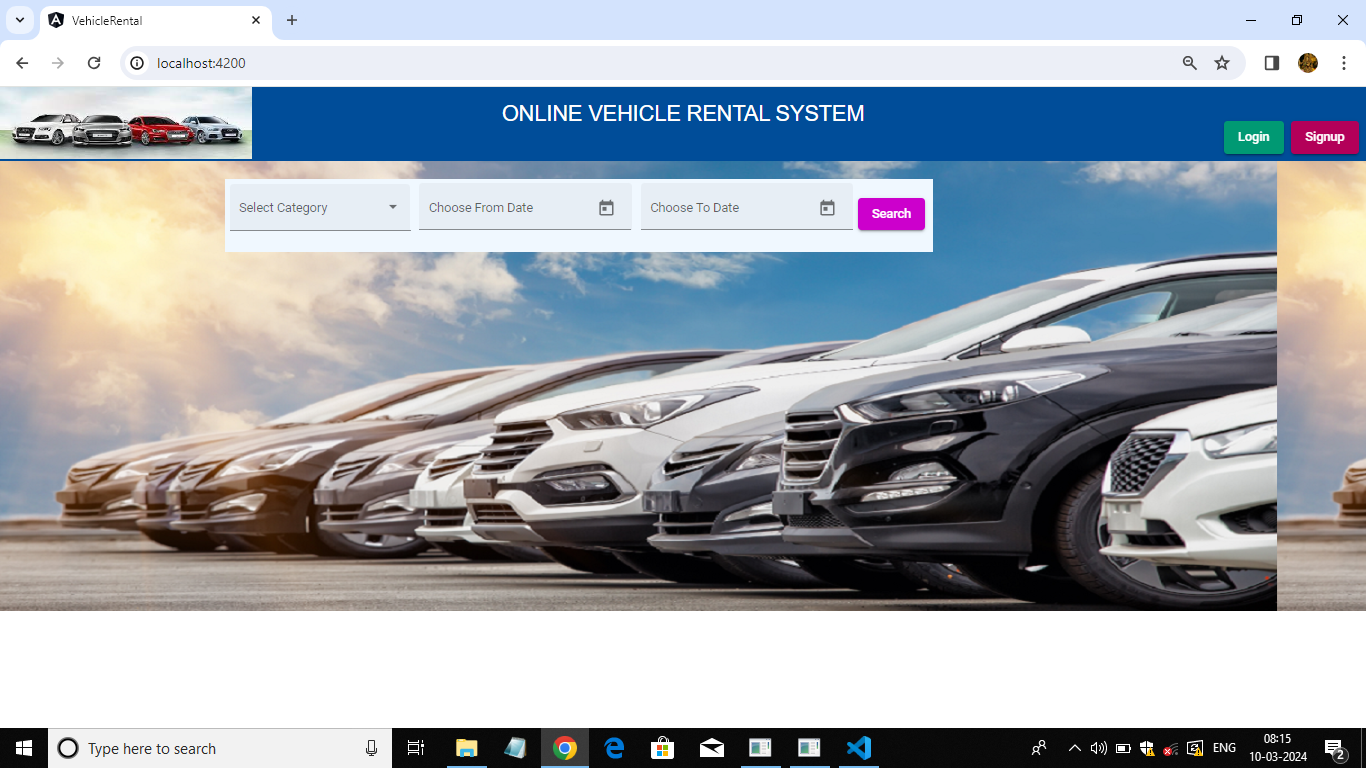 VehicleRental
localhost:4200
ONLINE VEHICLE RENTAL SYSTEM
Login
Signup
Select Category
Choose From Date
Choose To Date
Search
Type here to search
ENG
08:15
10-03-2024
2